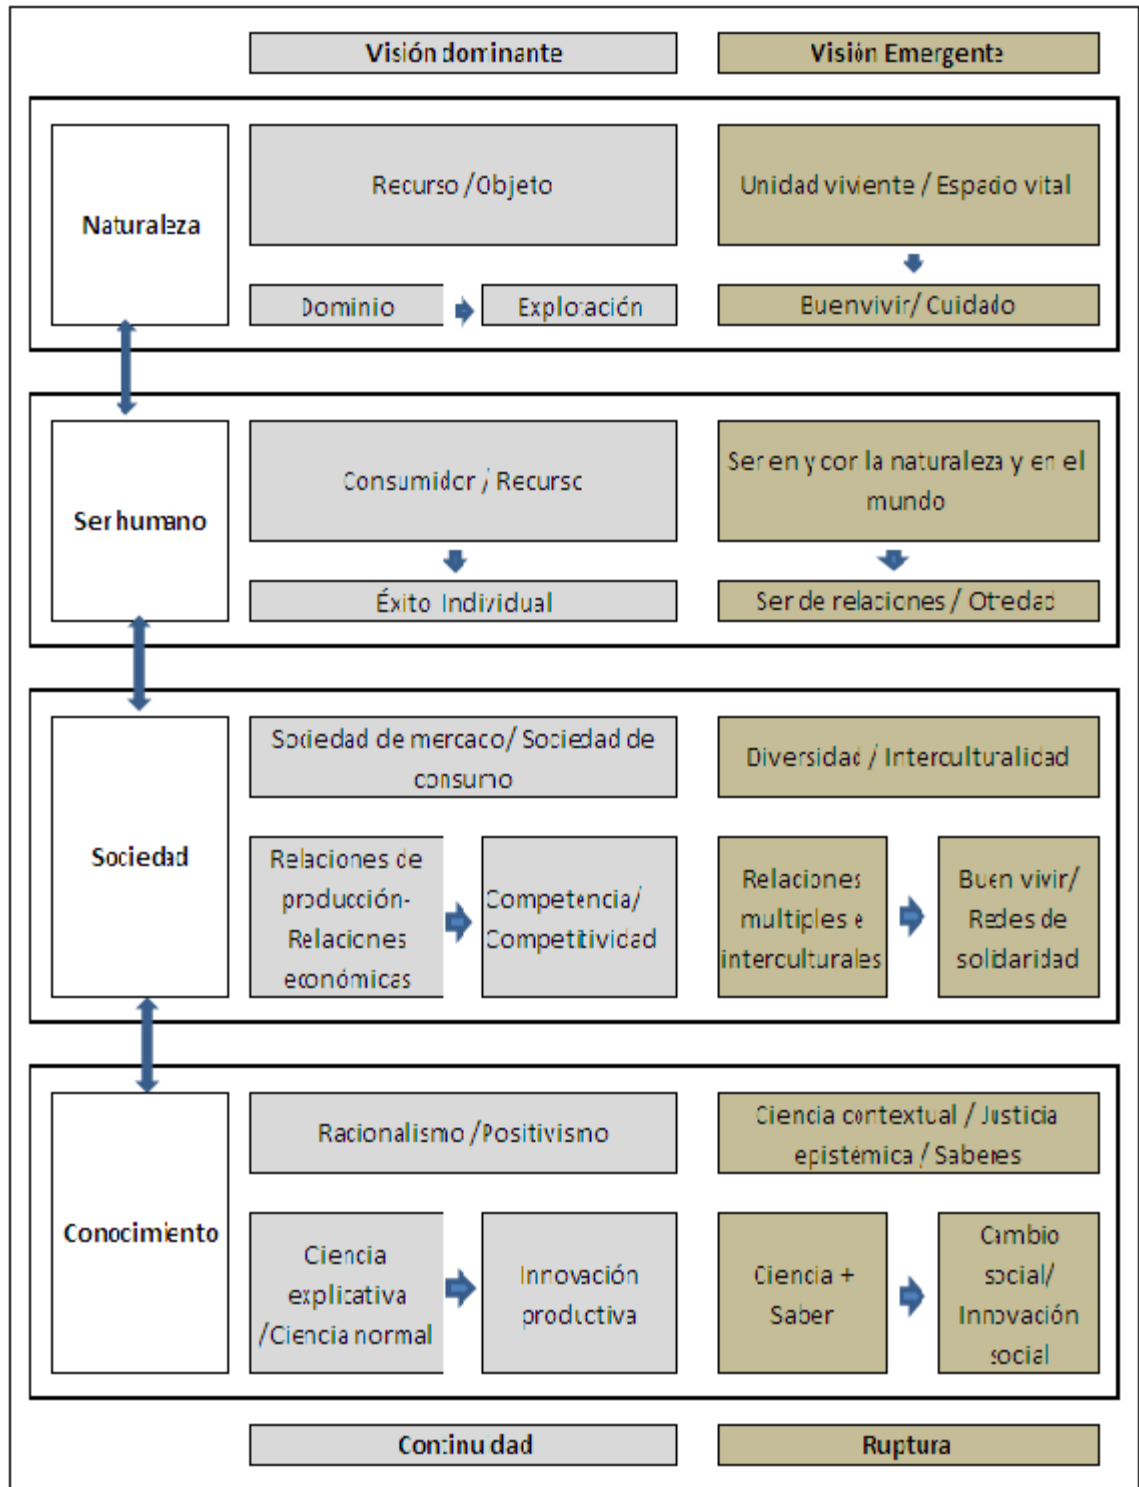 Visión dominante
Visión Emergente
Naturaleza
Recurso / Objeto
Unidad viviente / Espacio vital
Dominio
Explotación
Buen vivir/ Cuidado
Ser humano
Consumidor / Recurso
Ser en y con la naturaleza y en el
mundo
Éxito Individual
Ser de relaciones / Otredad
Sociedad
Sociedad de mercado/ Sociedad de
consumo
Diversidad / Interculturalidad
Relaciones de
producción-
Relaciones
económicas
Competencia/
Competitividad
Relaciones
multiples e
interculturales
Buen vivir/
Redes de
solidaridad
Conocimiento
Racionalismo /Positivismo
Ciencia contextual / Justicia
epistémica / Saberes
Ciencia
explicativa
/Ciencia normal
Innovación
productiva
Ciencia +
Saber
Cambio
social/
Innovación
social
Continuidad
Ruptura